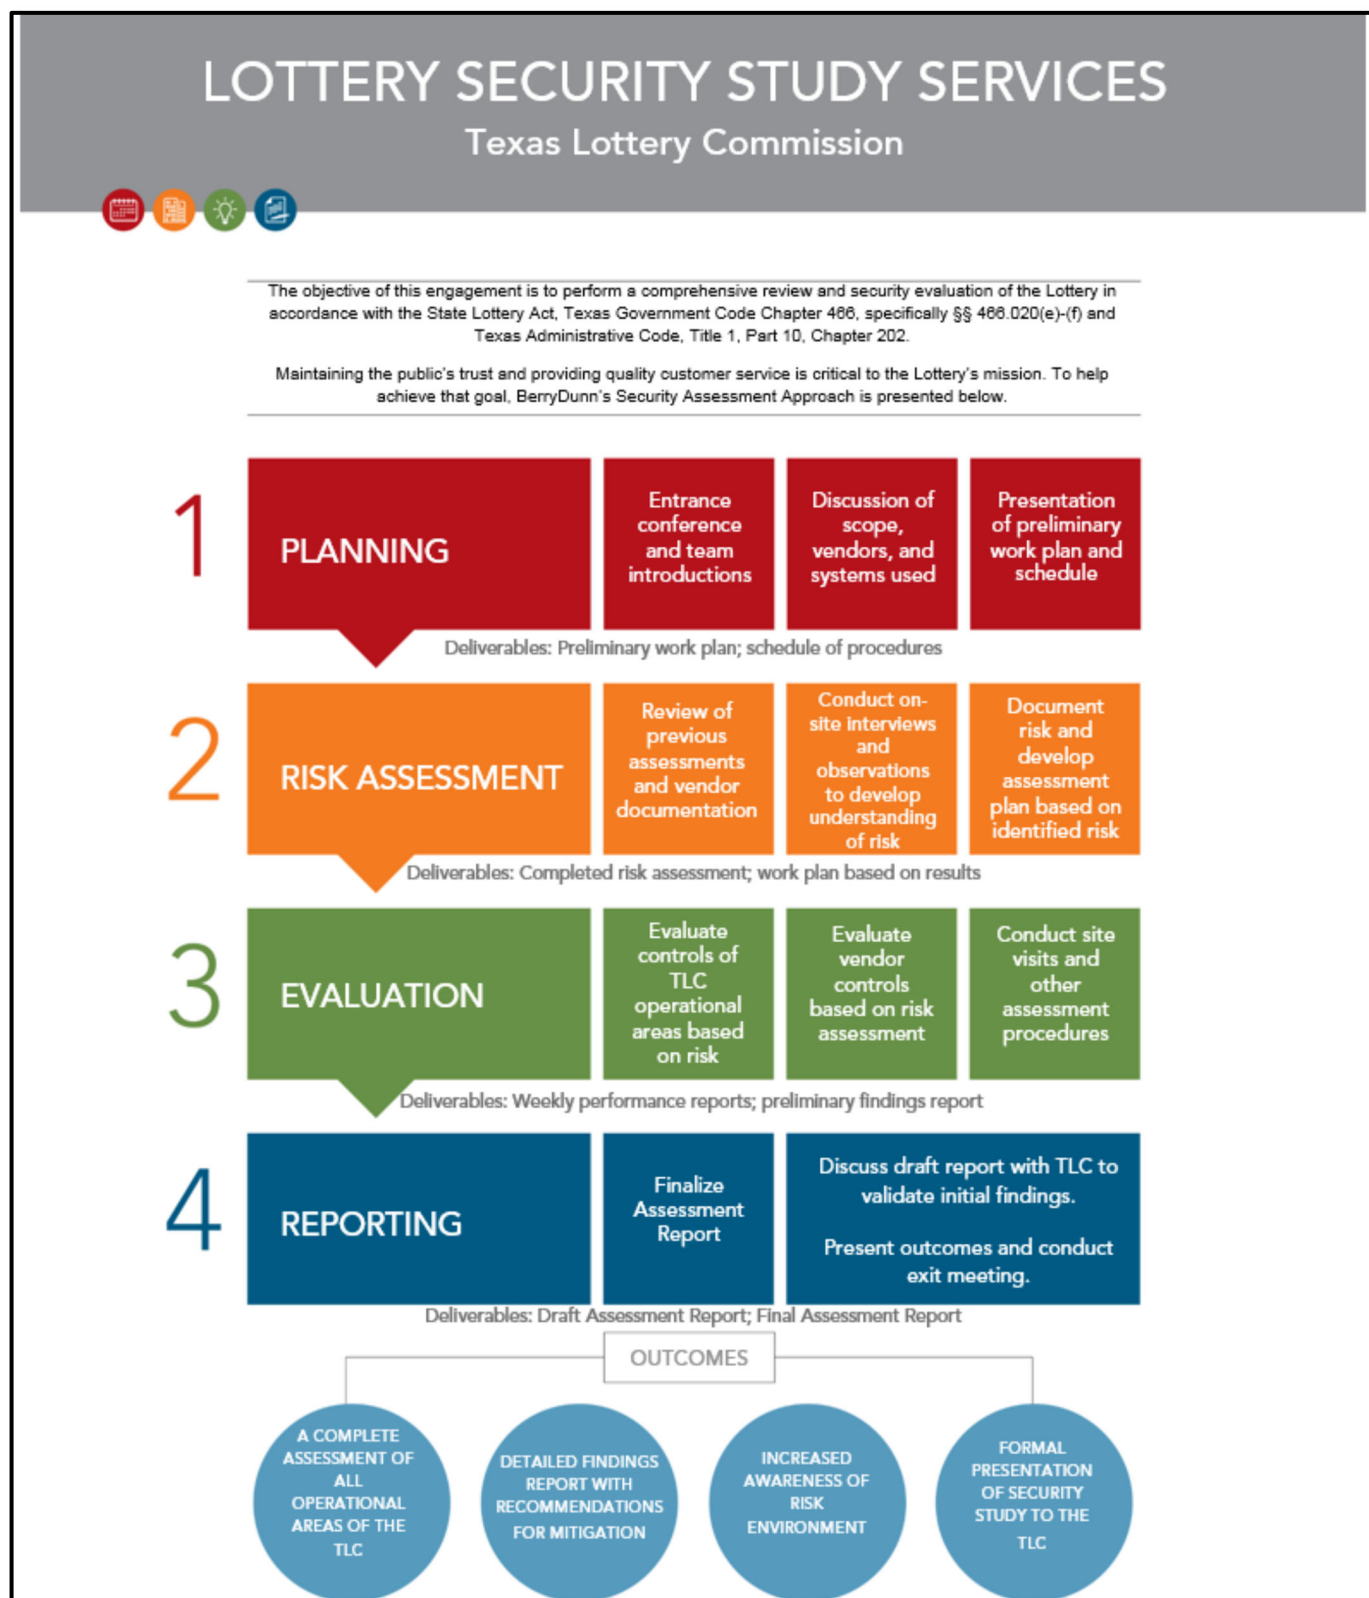 LOTTERY SECURITY STUDY SERVICES
Texas Lottery Commission
The objective of this engagement is to perform a comprehensive review and security evaluation of the Lottery in
accordance with the State Lottery Act, Texas Government Code Chapter 466, specifically §§ 466.020(e)-(f) and
Texas Administrative Code, Title 1, Part 10, Chapter 202.
Maintaining the public's trust and providing quality customer service is critical to the Lottery's mission. To help
achieve that goal, BerryDunn's Security Assessment Approach is presented below.
1
PLANNING
Entrance
conference
and team
introductions
Discussion of
scope,
vendors, and
systems used
Presentation
of preliminary
work plan and
schedule
Deliverables: Preliminary work plan; schedule of procedures
2
RISK ASSESSMENT
Review of
previous
assessments
and vendor
documentation
Conduct on-
site interviews
and
observations
to develop
understanding
of risk
Document
risk and
develop
assessment
plan based on
identified risk
Deliverables: Completed risk assessment; work plan based on results
3
EVALUATION
Evaluate
controls of
TLC
operational
areas based
on risk
Evaluate
vendor
controls
based on risk
assessment
Conduct site
visits and
other
assessment
procedures
Deliverables: Weekly performance reports; preliminary findings report
4
REPORTING
Finalize
Assessment
Report
Discuss draft report with TLC to
validate initial findings.
Present outcomes and conduct
exit meeting.
Deliverables: Draft Assessment Report; Final Assessment Report
OUTCOMES
A COMPLETE
ASSESSMENT OF
ALL
OPERATIONAL
AREAS OF THE
TLC
DETAILED FINDINGS
REPORT WITH
RECOMMENDATIONS
FOR MITIGATION
INCREASED
AWARENESS OF
RISK
ENVIRONMENT
FORMAL
PRESENTATION
OF SECURITY
STUDY TO THE
TLC